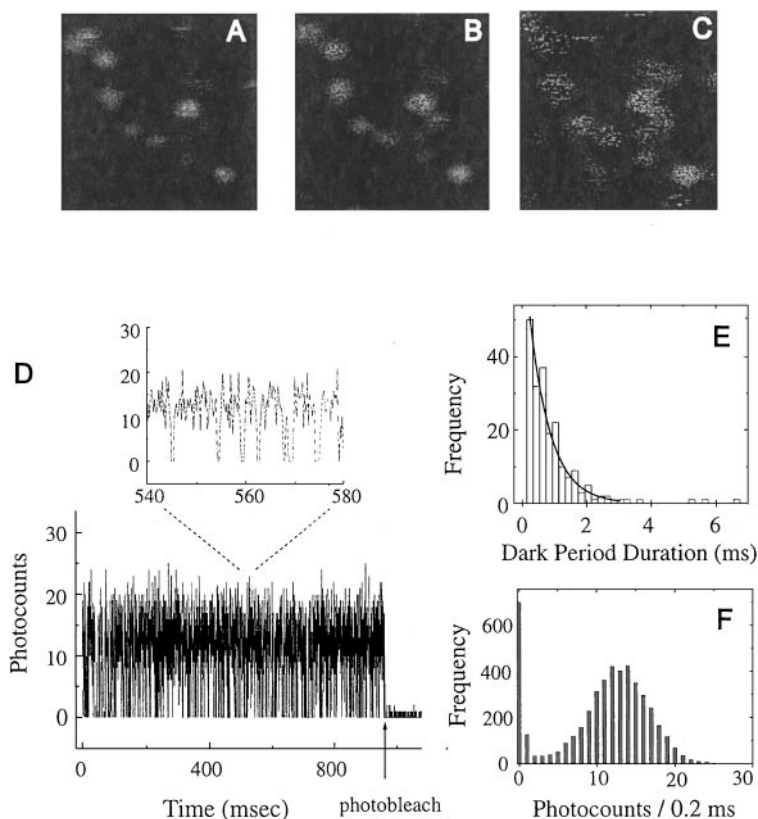 A
B
C
D
30
20
10
0
540
560
580
30
20
10
0
Photocounts
0
400
800
Time (msec)
photobleach
E
40
20
0
Frequency
0
2
4
6
Dark Period Duration (ms)
F
600
400
200
0
Frequency
0
10
20
30
Photocounts / 0.2 ms